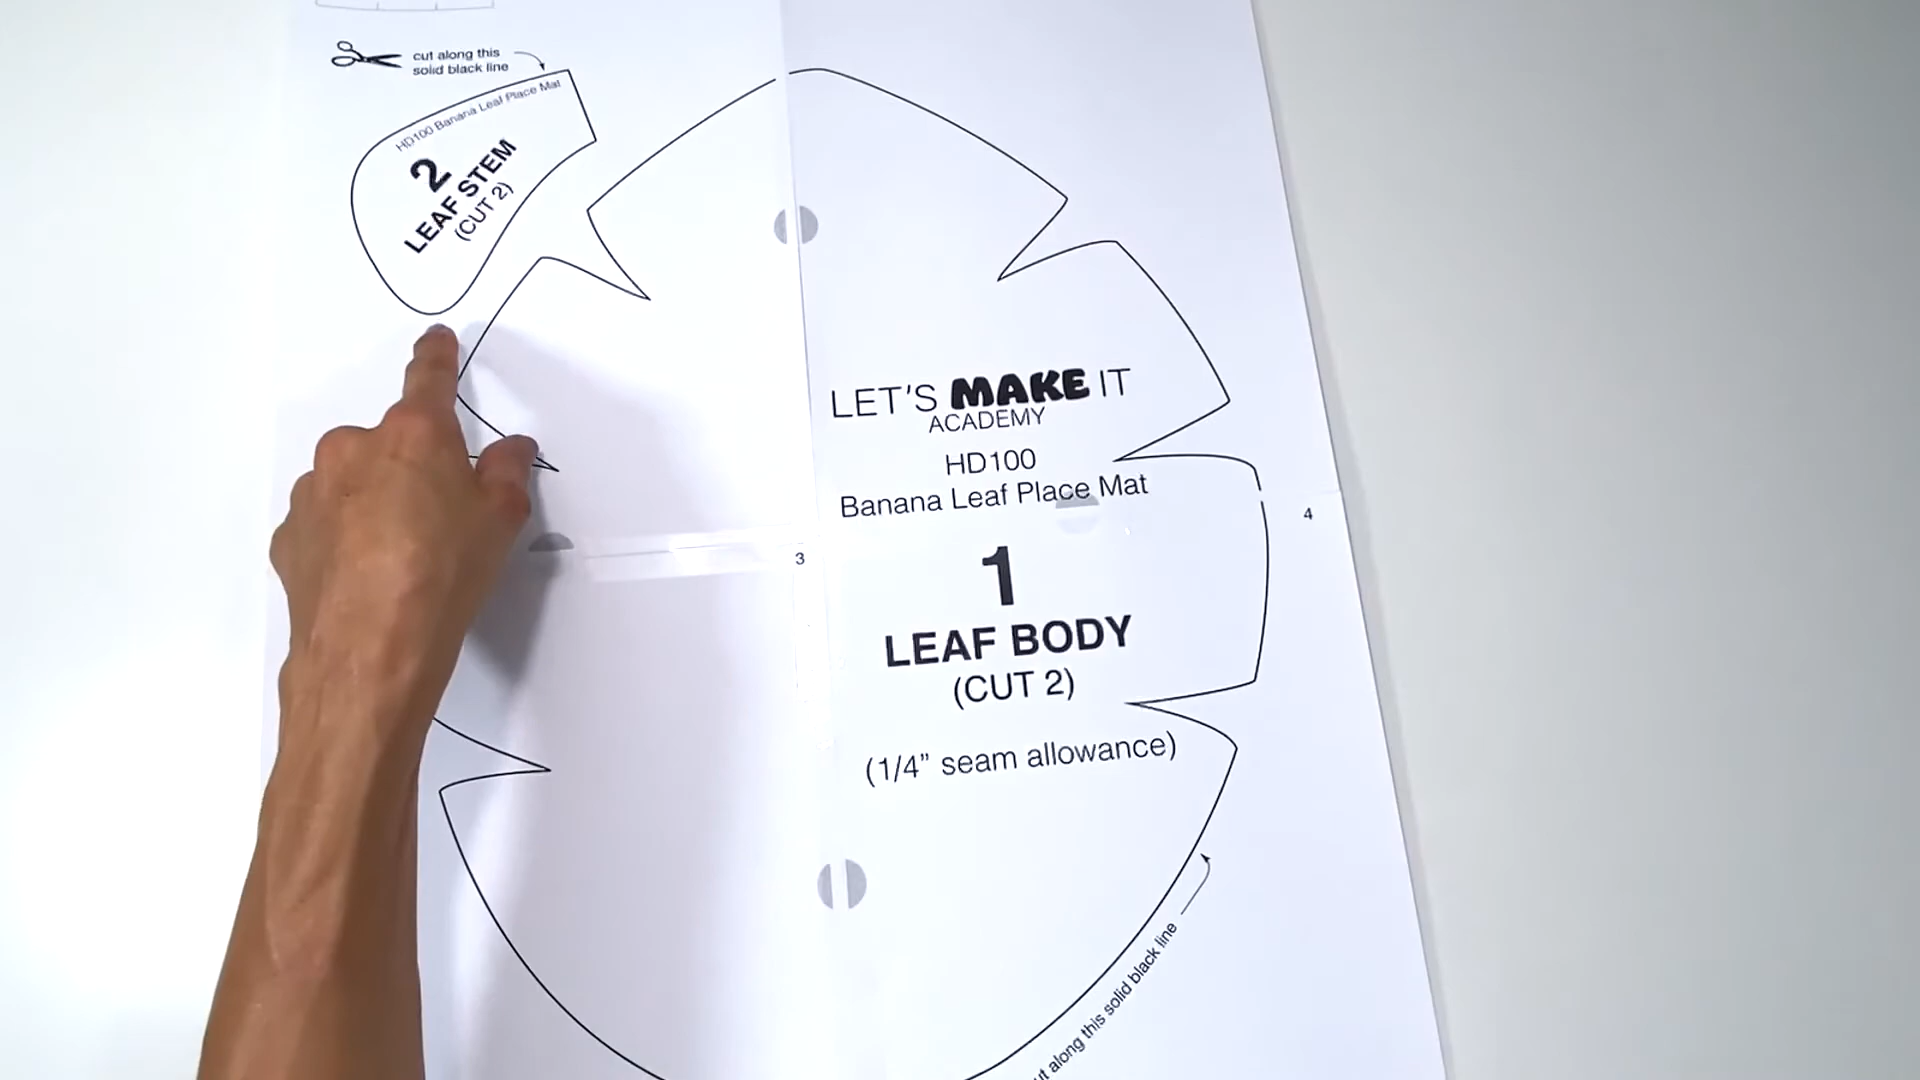 cut along this
solid black line
HD100 Banana Leaf Place Mat
2
LEAF STEM
(CUT 2)
LET'S MAKE IT
ACADEMY
HD100
Banana Leaf Place Mat
4
3
1
LEAF BODY
(CUT 2)
(1/4” seam allowance)
along this solid black line